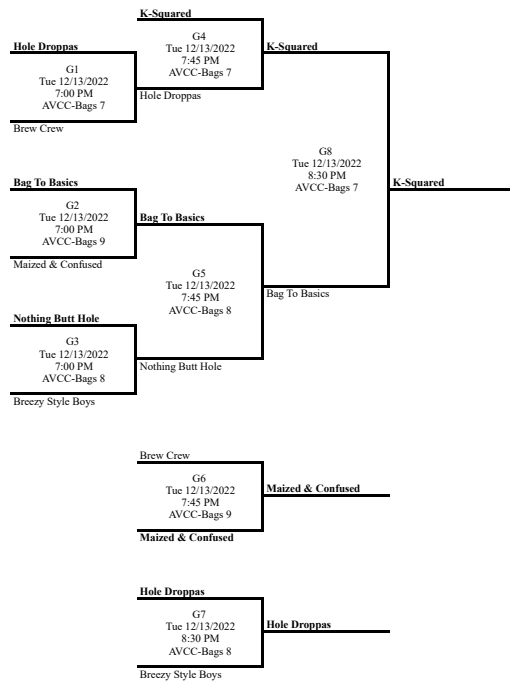 K-Squared
G4
Tue 12/13/2022
7:45 PM
AVCC-Bags 7
Hole Droppas
K-Squared
Hole Droppas
G1
Tue 12/13/2022
7:00 PM
AVCC-Bags 7
Brew Crew
G8
Tue 12/13/2022
8:30 PM
AVCC-Bags 7
K-Squared
Bag To Basics
G2
Tue 12/13/2022
7:00 PM
AVCC-Bags 9
Maized & Confused
Bag To Basics
G5
Tue 12/13/2022
7:45 PM
AVCC-Bags 8
Bag To Basics
Nothing Butt Hole
G3
Tue 12/13/2022
7:00 PM
AVCC-Bags 8
Breezy Style Boys
Nothing Butt Hole
Brew Crew
G6
Tue 12/13/2022
7:45 PM
AVCC-Bags 9
Maized & Confused
Maized & Confused
Hole Droppas
G7
Tue 12/13/2022
8:30 PM
AVCC-Bags 8
Hole Droppas
Breezy Style Boys